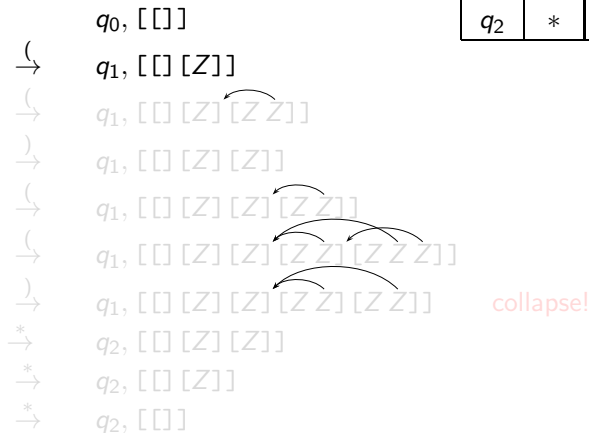 q₀, [[]]
q₂ *
( → q₁, [[][Z]]
( → q₁, [[][Z][Z Z]]
) → q₁, [[][Z][Z]]
( → q₁, [[][Z][Z][Z Z]]
( → q₁, [[][Z][Z][Z Z][Z Z Z]]
) → q₁, [[][Z][Z][Z Z][Z Z]] collapse!
* → q₂, [[][Z][Z]]
* → q₂, [[][Z]]
* → q₂, [[]]